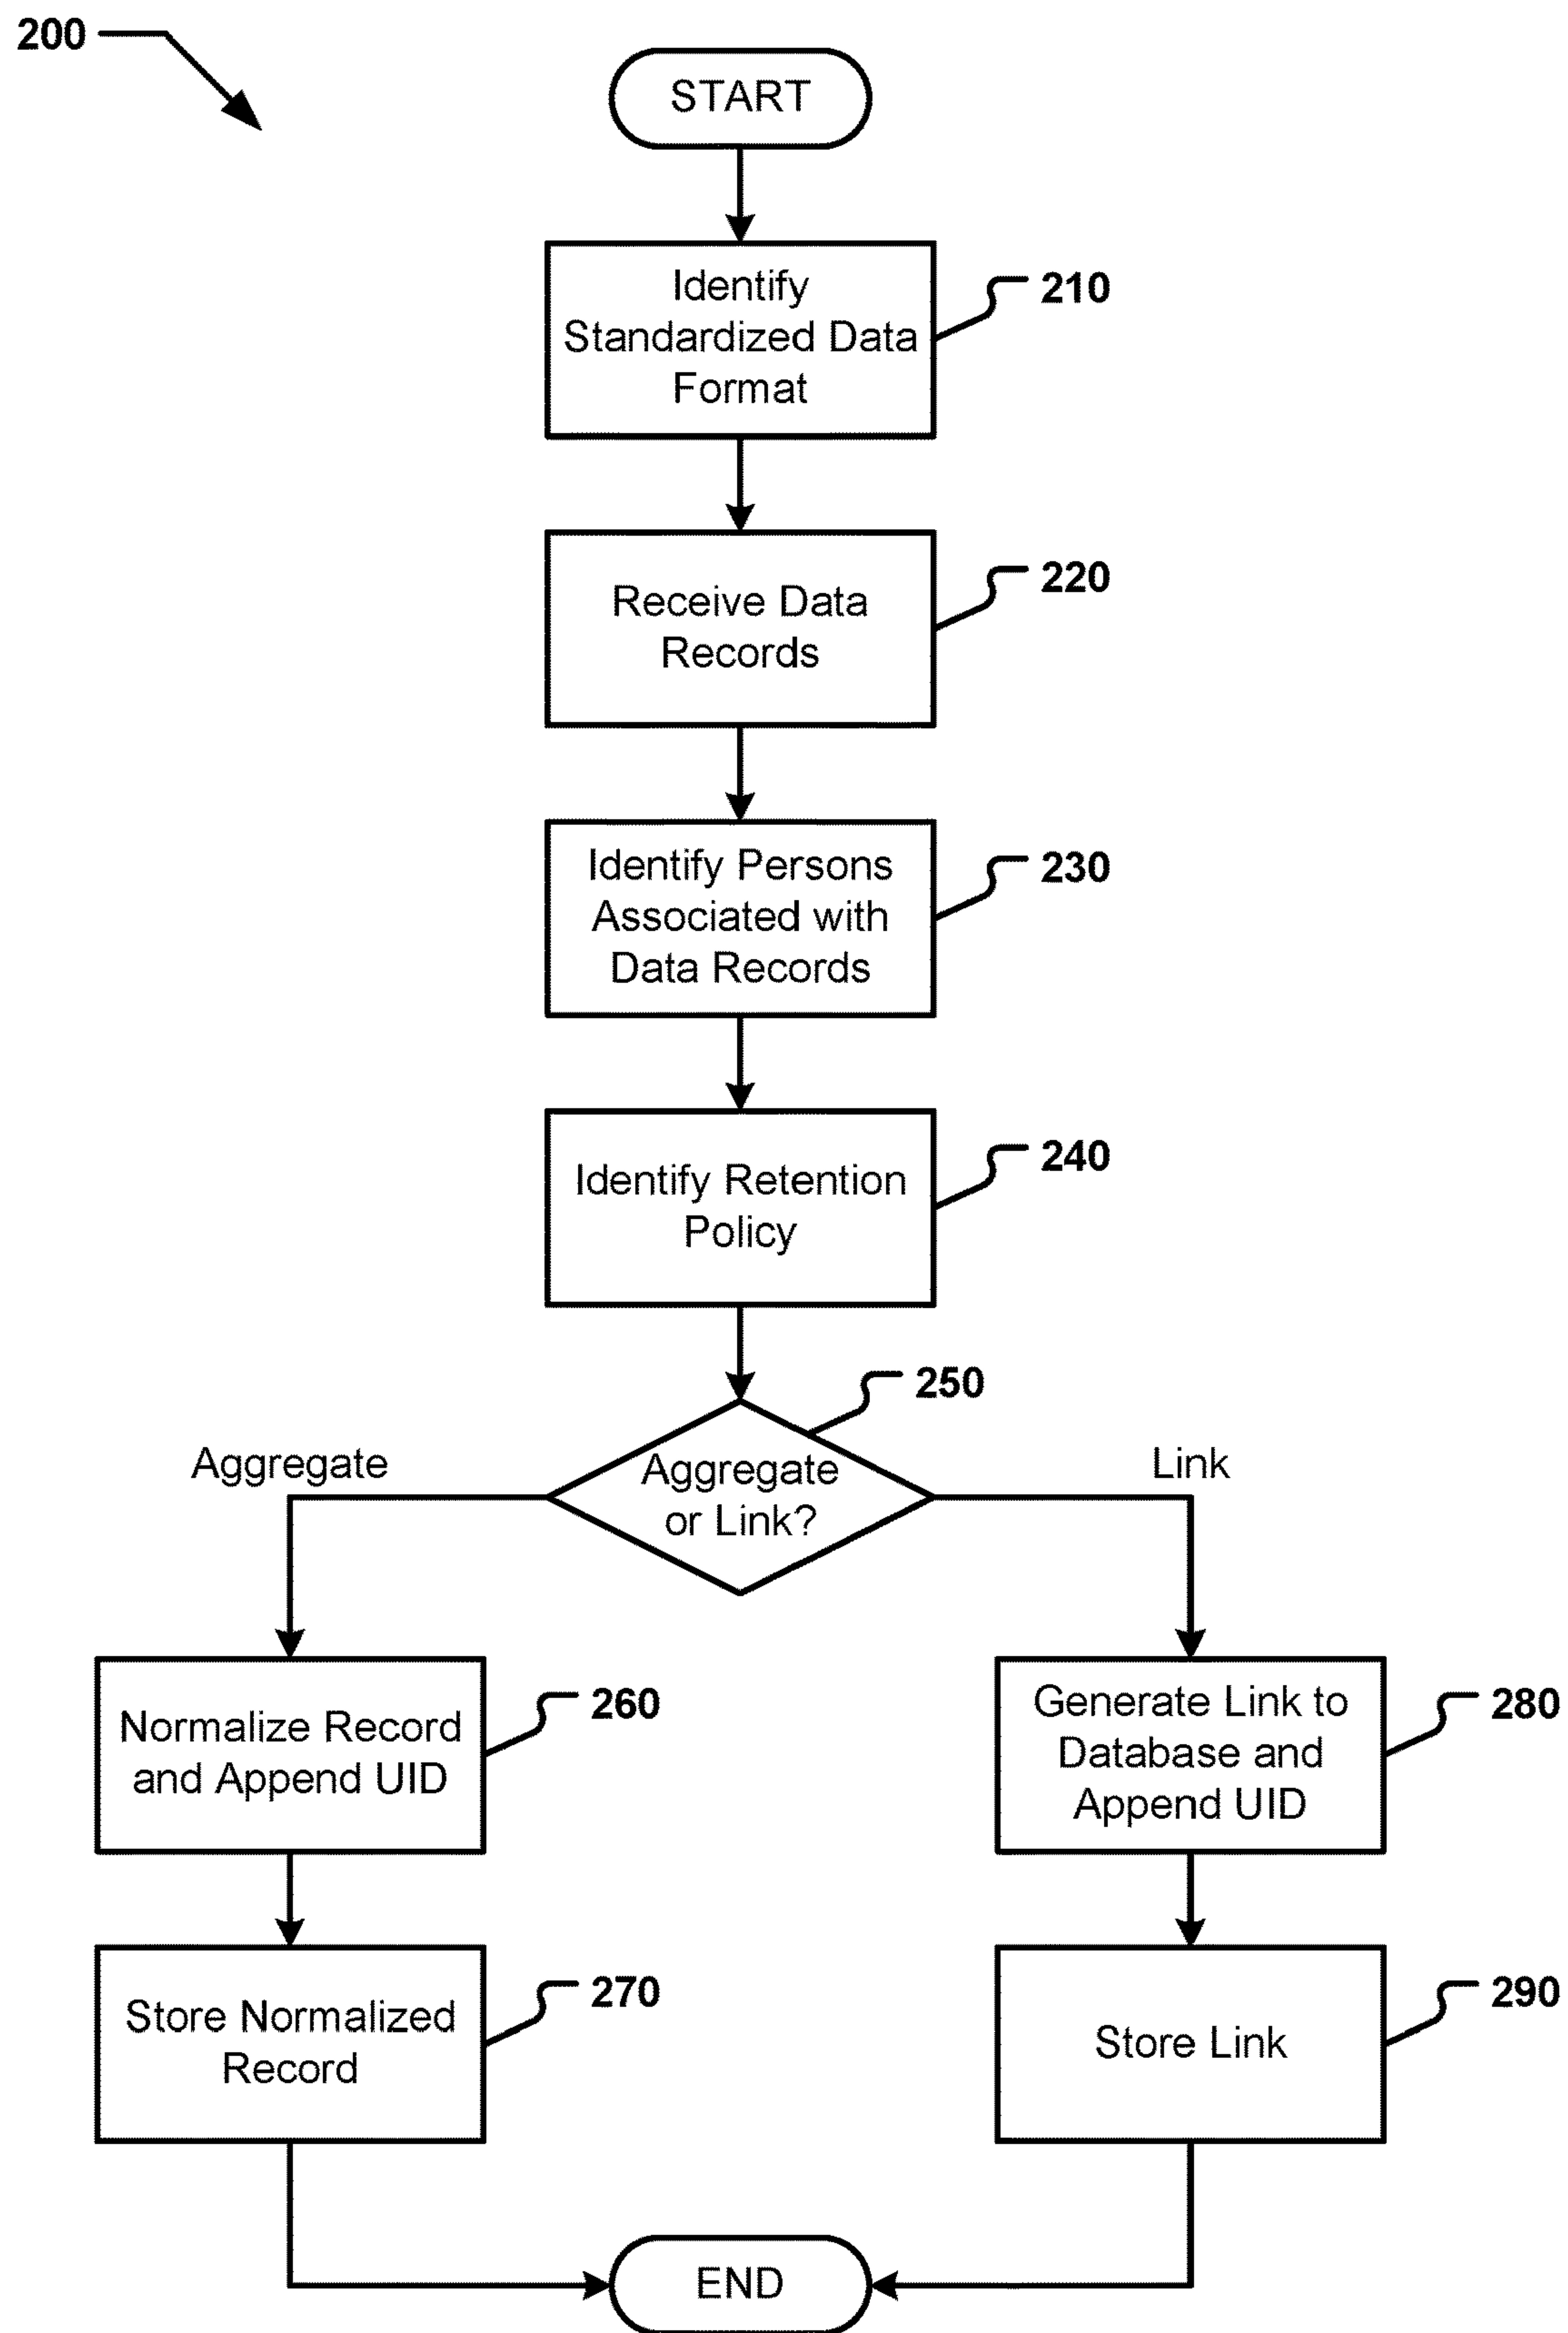 200
START
Identify
Standardized Data
Format
210
Receive Data
Records
220
Identify Persons
Associated with
Data Records
230
Identify Retention
Policy
240
250
Aggregate
Aggregate
or Link?
Link
Normalize Record
and Append UID
260
Generate Link to
Database and
Append UID
280
Store Normalized
Record
270
Store Link
290
END